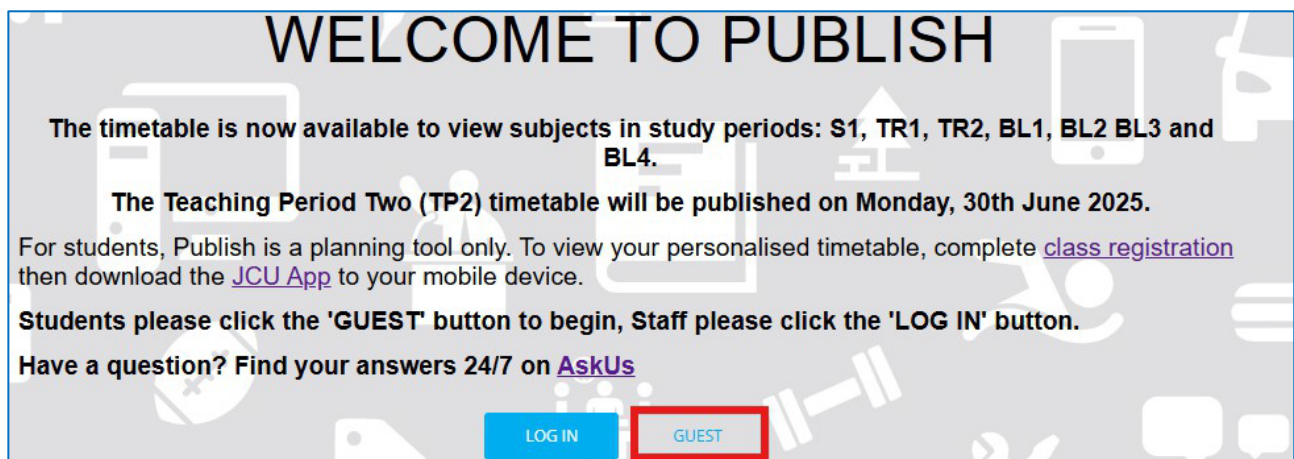 WELCOME TO PUBLISH
The timetable is now available to view subjects in study periods: S1, TR1, TR2, BL1, BL2 BL3 and
BL4.
The Teaching Period Two (TP2) timetable will be published on Monday, 30th June 2025.
For students, Publish is a planning tool only. To view your personalised timetable, complete class registration
then download the JCU App to your mobile device.
Students please click the 'GUEST' button to begin, Staff please click the 'LOG IN' button.
Have a question? Find your answers 24/7 on AskUs
LOG IN GUEST